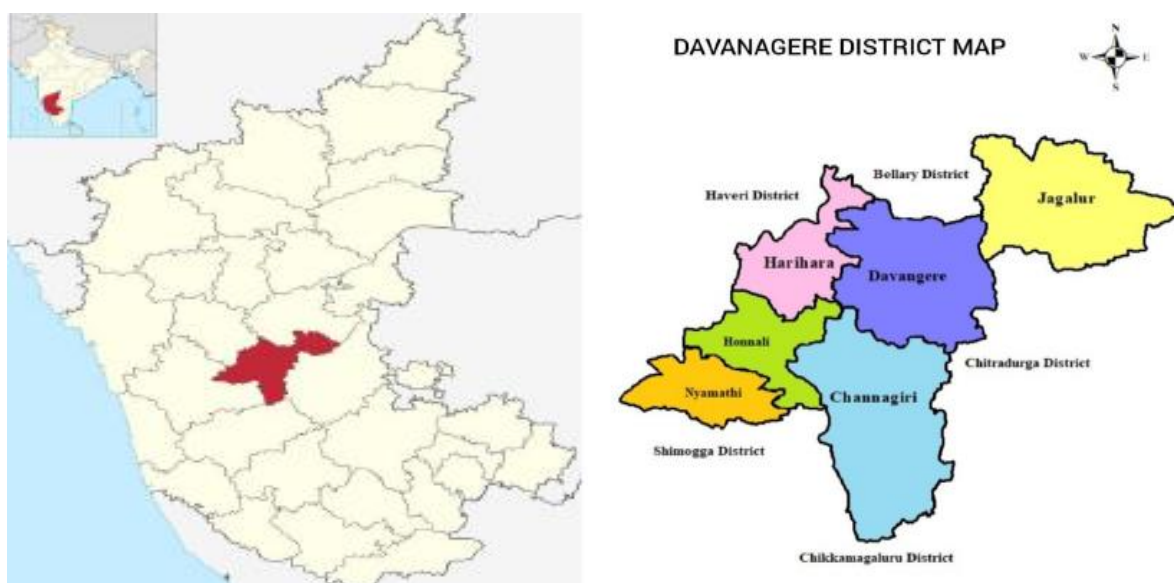 DAVANAGERE DISTRICT MAP
N
W E
S
Bellary District
Haveri District
Jagalur
Harihara
Davangere
Honnali
Chitradurga District
Nyamathi
Channagiri
Shimogga District
Chikkamagaluru District